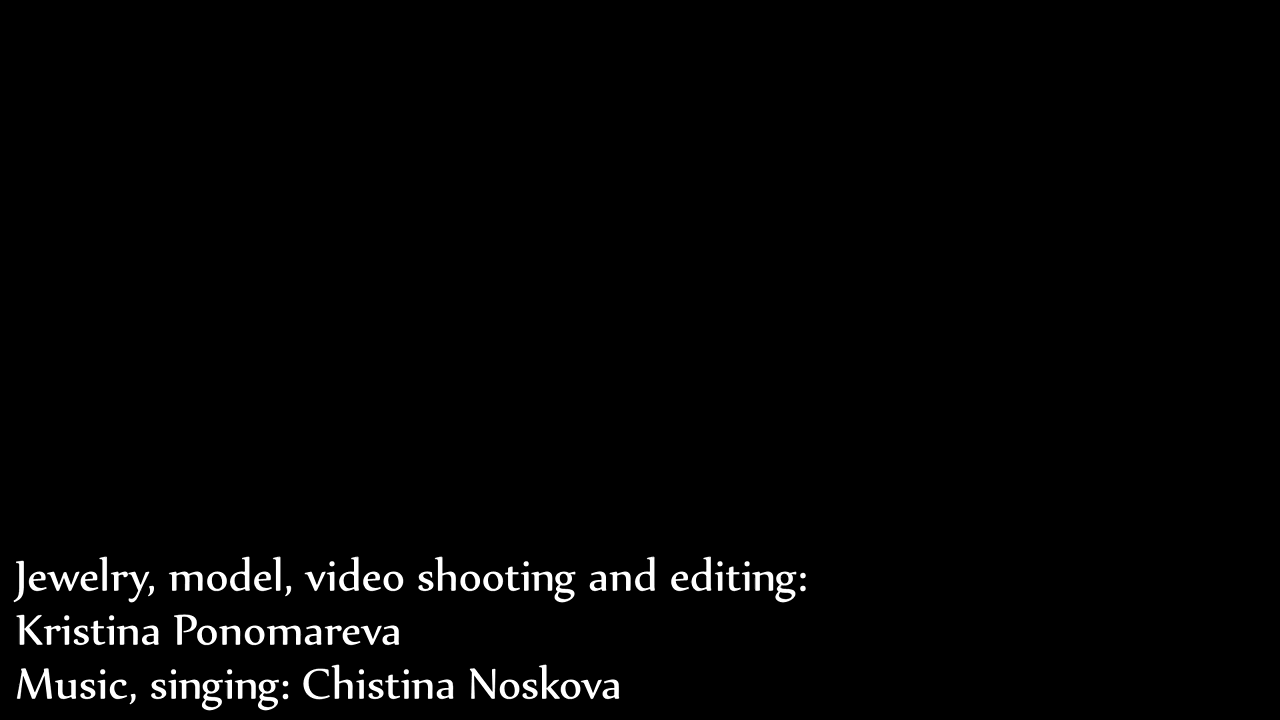 Jewelry, model, video shooting and editing:
Kristina Ponomareva
Music, singing: Chistina Noskova